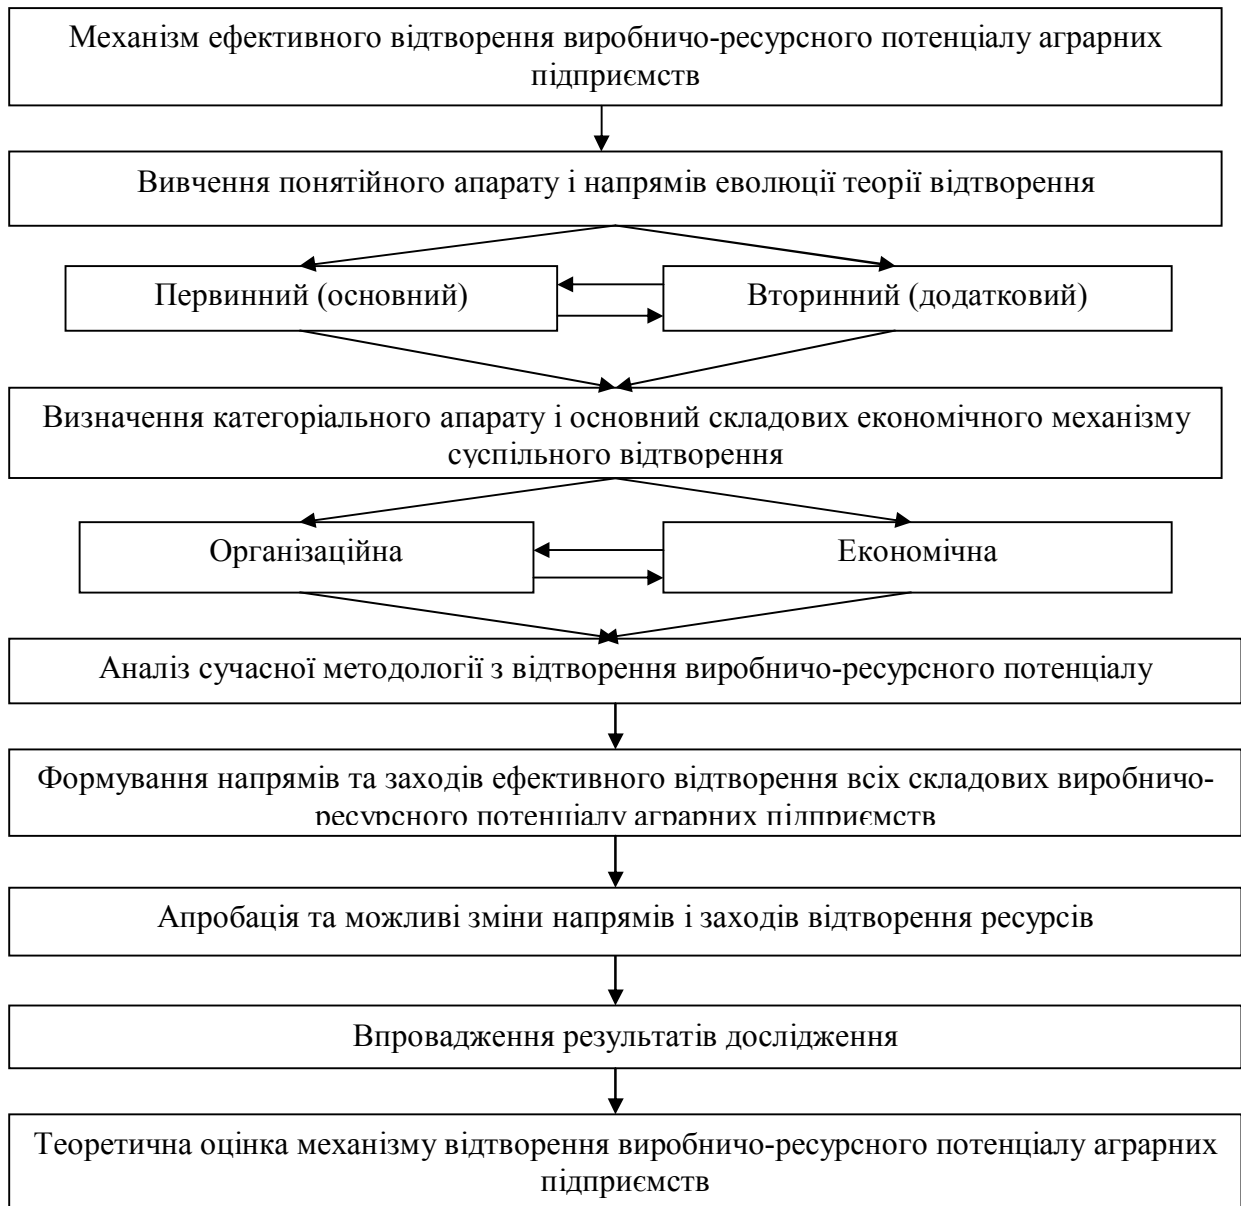 Механізм ефективного відтворення виробничо-ресурсного потенціалу аграрних
підприємств
Вивчення понятійного апарату і напрямів еволюції теорії відтворення
Первинний (основний)
Вторинний (додатковий)
Визначення категоріального апарату і основний складових економічного механізму
суспільного відтворення
Організаційна
Економічна
Аналіз сучасної методології з відтворення виробничо-ресурсного потенціалу
Формування напрямів та заходів ефективного відтворення всіх складових виробничо-
ресурсного потенціалу аграрних підприємств
Апробація та можливі зміни напрямів і заходів відтворення ресурсів
Впровадження результатів дослідження
Теоретична оцінка механізму відтворення виробничо-ресурсного потенціалу аграрних
підприємств